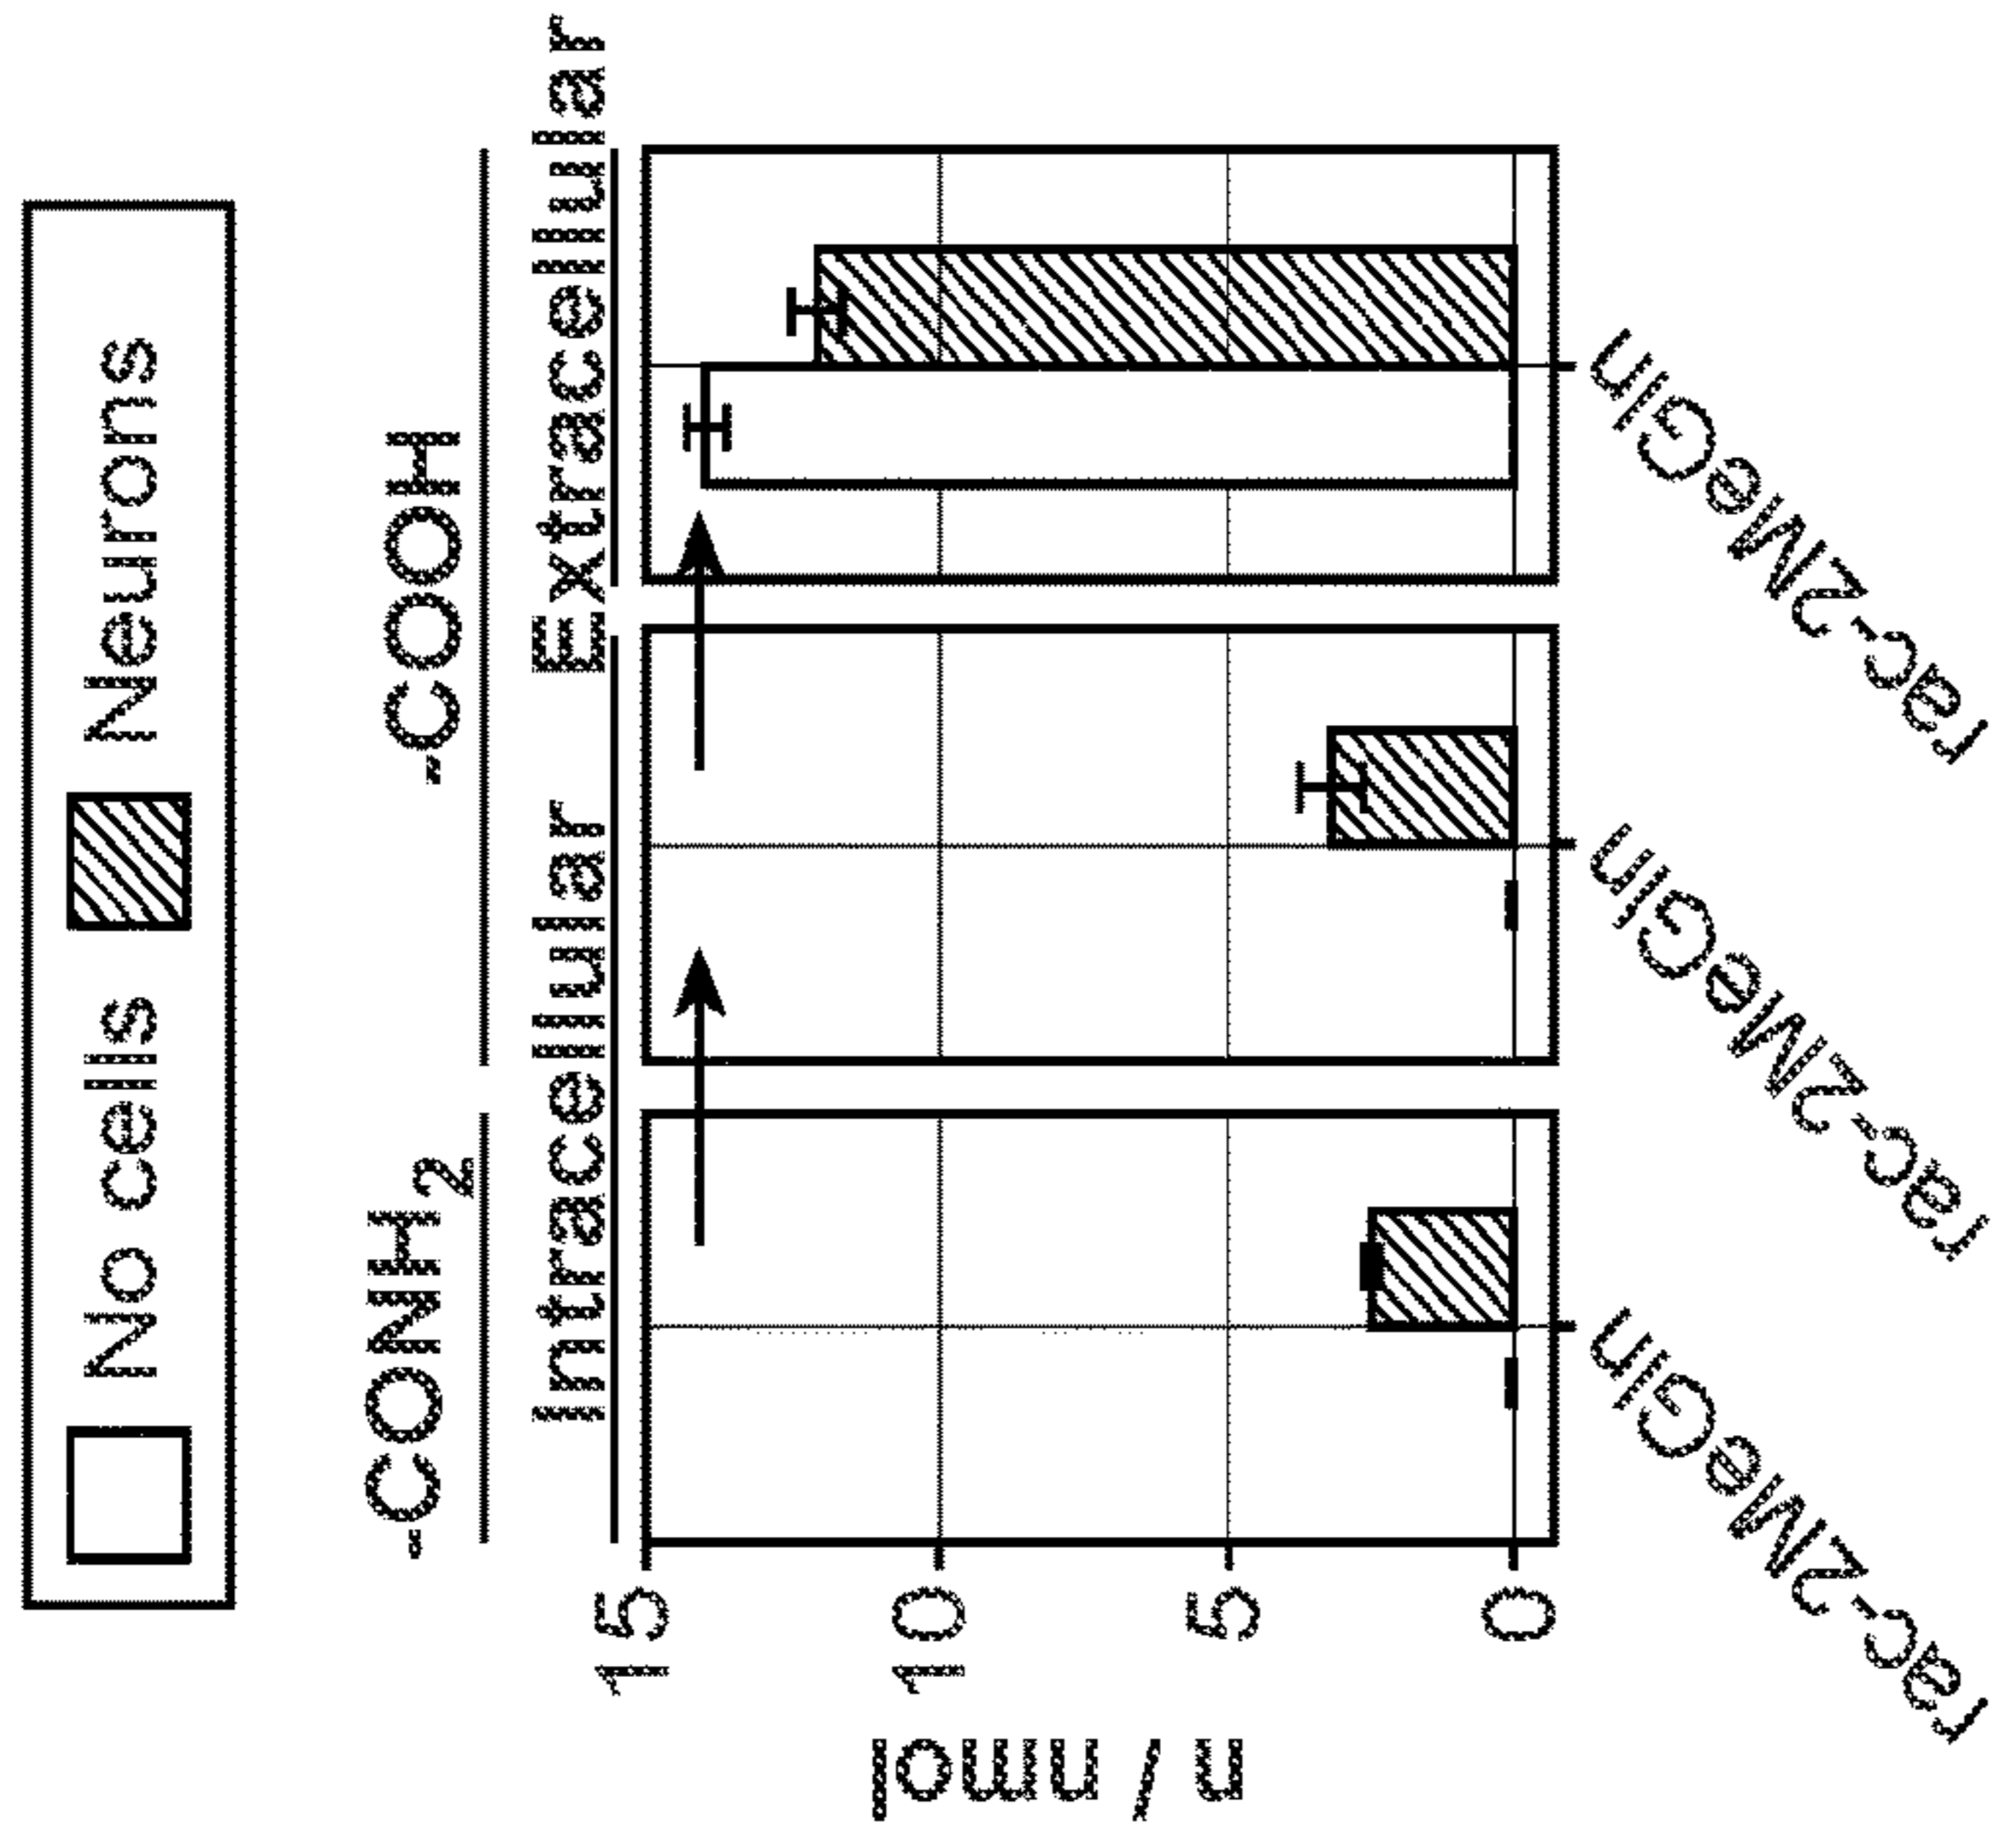 No cells Neurons
-CONH2 -COOH
Intracellular Extracellular
n / nmol
15
10
5
0
rac-2MeGln rac-2MeGln rac-2MeGln